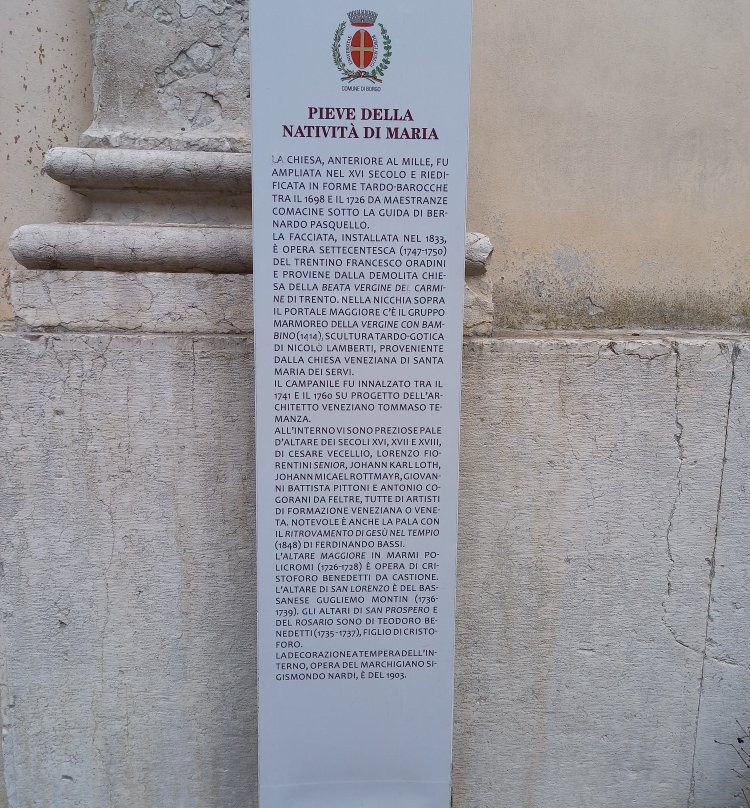 COMUNE DI BORGO
PIEVE DELLA
NATIVITÀ DI MARIA
LA CHIESA, ANTERIORE AL MILLE, FU
AMPLIATA NEL XVI SECOLO E RIEDI-
FICATA IN FORME TARDO-BAROCCHE
TRA IL 1698 E IL 1726 DA MAESTRANZE
COMACINE SOTTO LA GUIDA DI BER-
NARDO PASQUELLO.
LA FACCIATA, INSTALLATA NEL 1833,
È OPERA SETTECENTESCA (1747-1750)
DEL TRENTINO FRANCESCO ORADINI
E PROVIENE DALLA DEMOLITA CHIE-
SA DELLA BEATA VERGINE DEL CARMI-
NE DI TRENTO. NELLA NICCHIA SOPRA
IL PORTALE MAGGIORE C'È IL GRUPPO
MARMOREO DELLA VERGINE CON BAM-
BINO (1414), SCULTURA TARDO-GOTICA
DI NICOLÒ LAMBERTI, PROVENIENTE
DALLA CHIESA VENEZIANA DI SANTA
MARIA DEI SERVI.
IL CAMPANILE FU INNALZATO TRA IL
1741 E IL 1760 SU PROGETTO DELL'AR-
CHITETTO VENEZIANO TOMMASO TE-
MANZA.
ALL'INTERNO VI SONO PREZIOSE PALE
D'ALTARE DEI SECOLI XVI, XVII E XVIII,
DI CESARE VECELLIO, LORENZO FIO-
RENTINI SENIOR, JOHANN KARL LOTH,
JOHANN MICAEL ROTTMAYR, GIOVAN-
NI BATTISTA PITTONI E ANTONIO CO-
GORANI DA FELTRE, TUTTE DI ARTISTI
DI FORMAZIONE VENEZIANA O VENE-
TA. NOTEVOLE È ANCHE LA PALA CON
IL RITROVAMENTO DI GESÙ NEL TEMPIO
(1848) DI FERDINANDO BASSI.
L'ALTARE MAGGIORE IN MARMI PO-
LICROMI (1726-1728) È OPERA DI CRI-
STOFORO BENEDETTI DA CASTIONE.
L'ALTARE DI SAN LORENZO È DEL BAS-
SANESE GUGLIEMO MONTIN (1736-
1739). GLI ALTARI DI SAN PROSPERO E
DEL ROSARIO SONO DI TEODORO BE-
NEDETTI (1735-1737), FIGLIO DI CRISTO-
FORO.
LA DECORAZIONE A TEMPERA DELL'IN-
TERNO, OPERA DEL MARCHIGIANO SI-
GISMONDO NARDI, È DEL 1903.